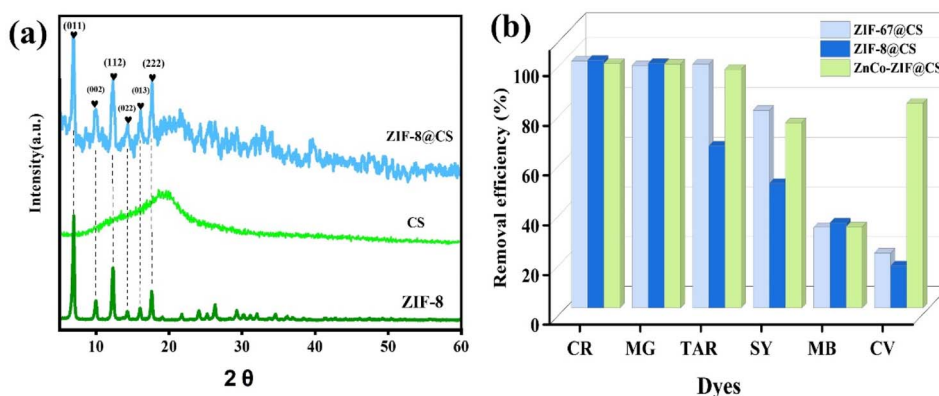 (a)
(011)
(002)
(112)
(022)
(013)
(222)
ZIF-8@CS
CS
ZIF-8
Intensity(a.u.)
10 20 30 40 50 60
2 θ
(b)
ZIF-67@CS
ZIF-8@CS
ZnCo-ZIF@CS
Removal efficiency (%)
100
80
60
40
20
0
CR MG TAR SY MB CV
Dyes